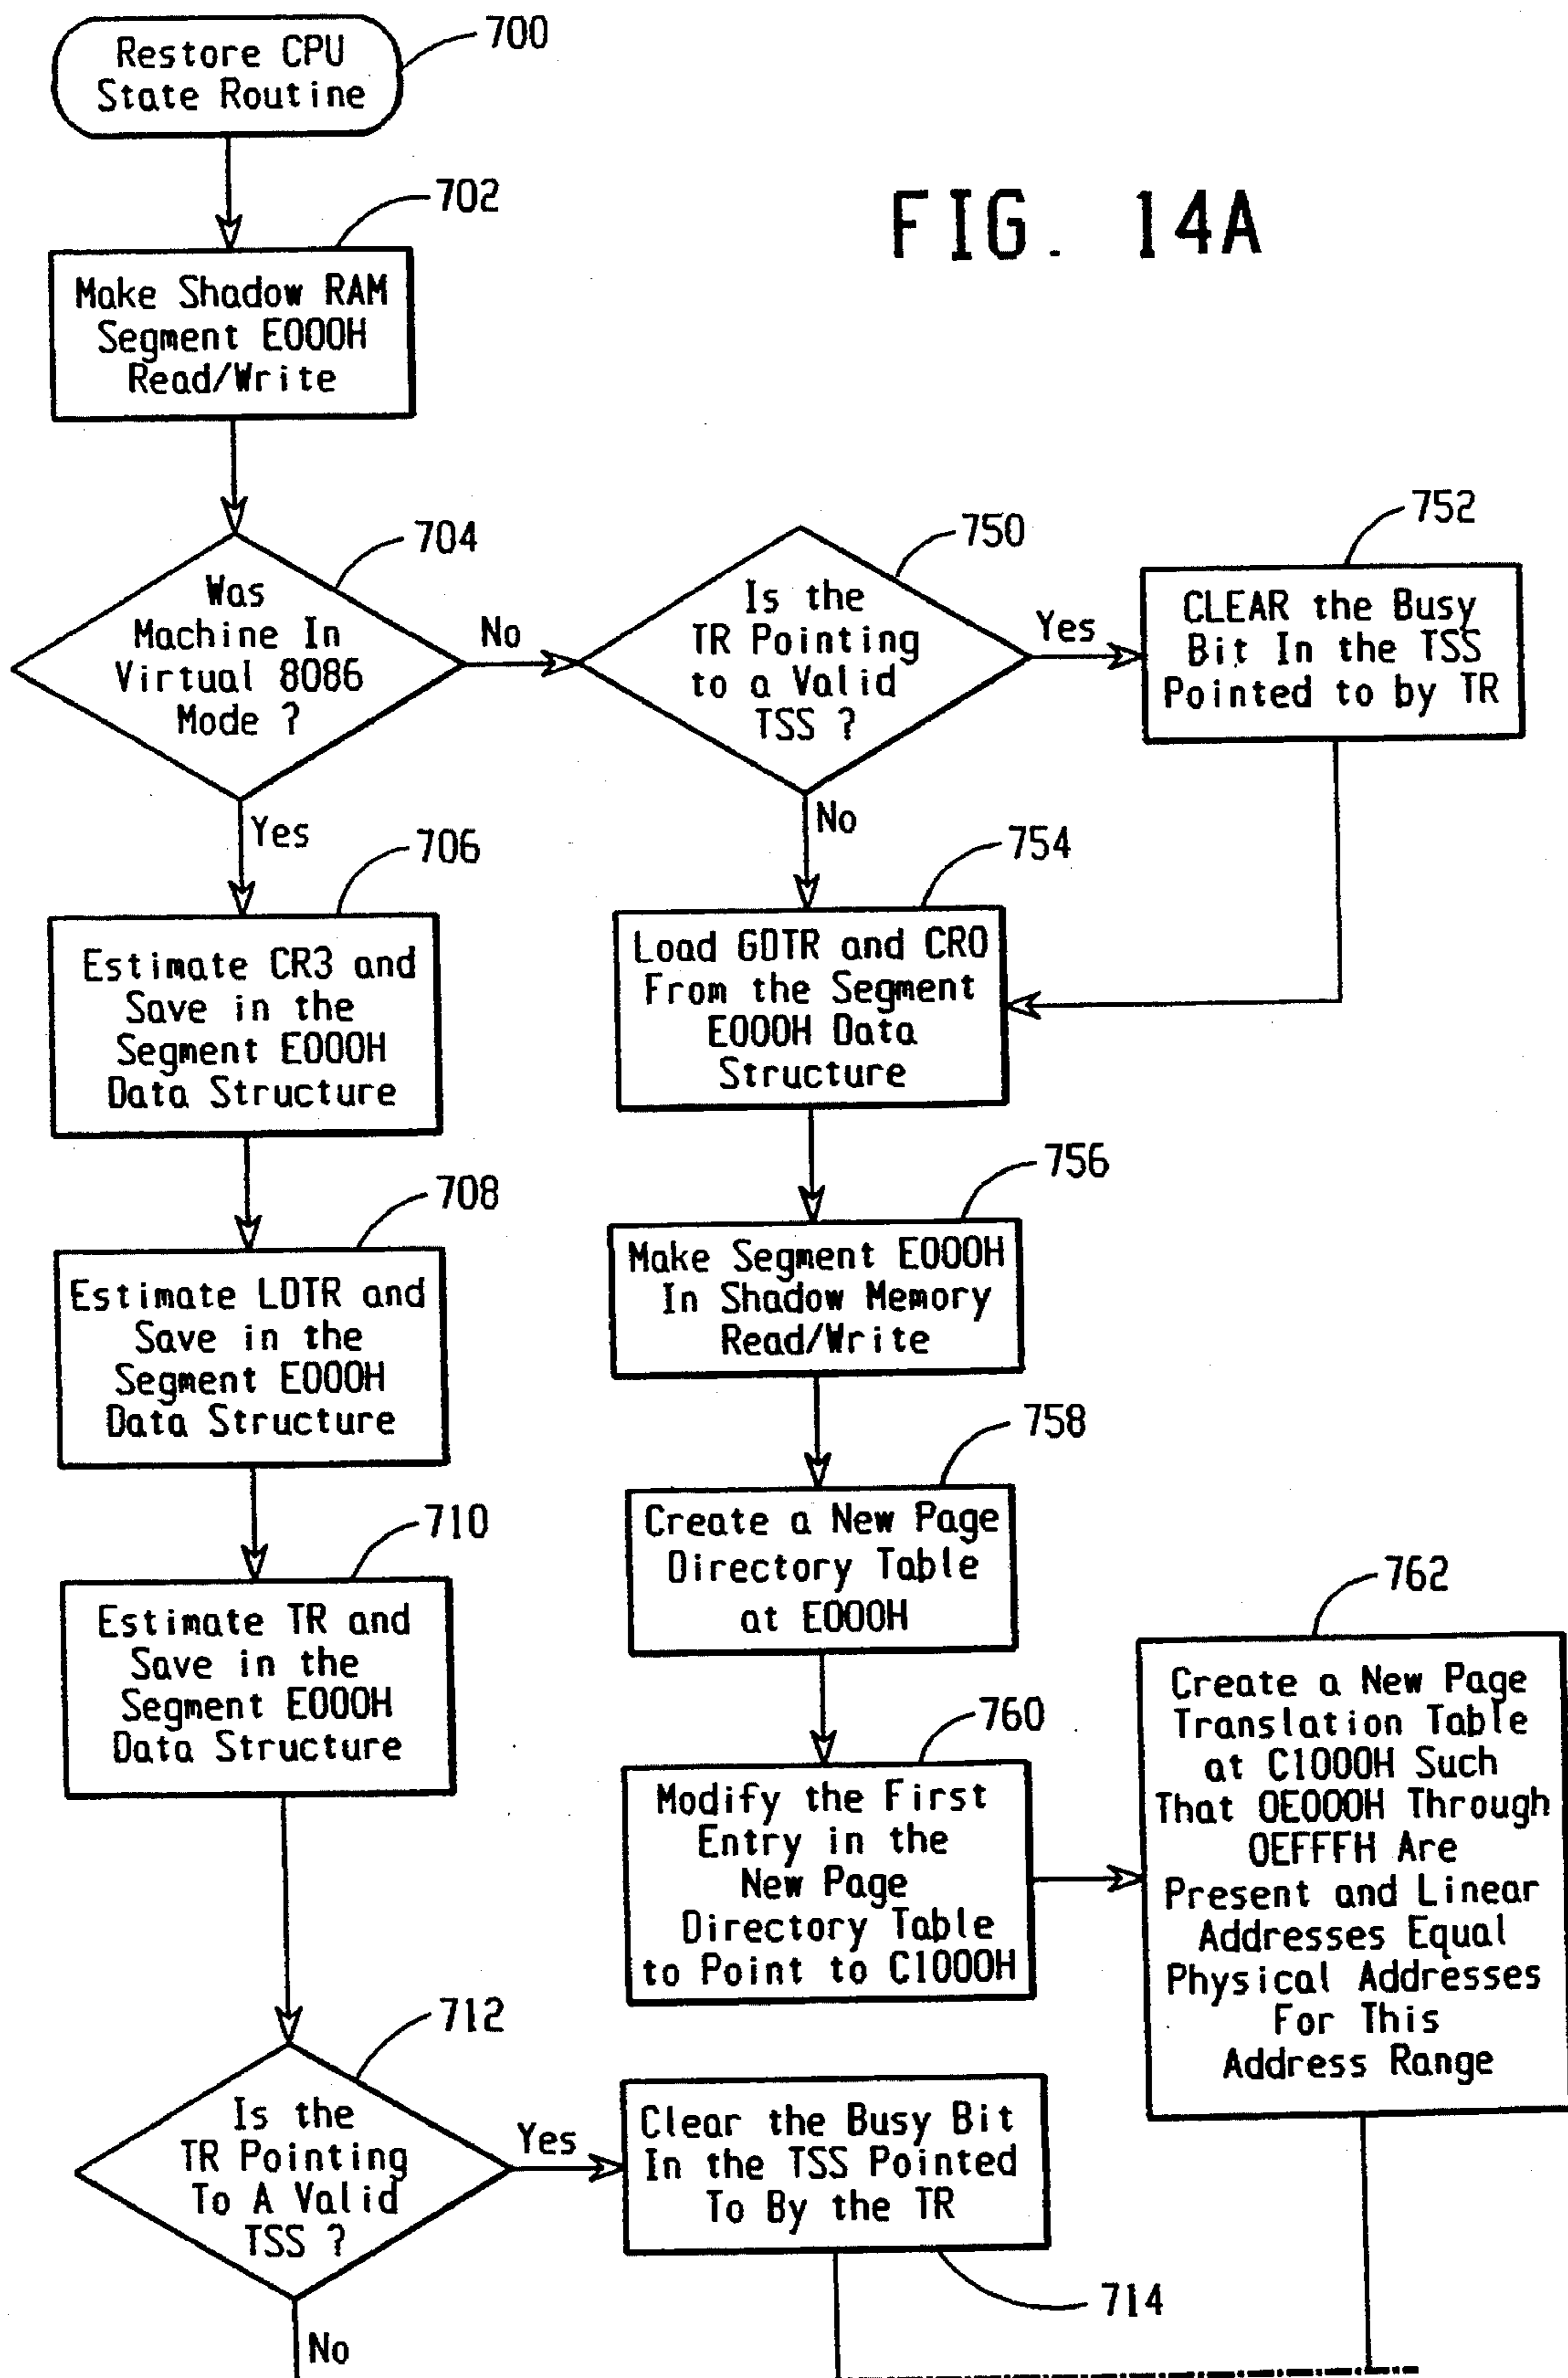 Restore CPU
State Routine
700
FIG. 14A
702
Make Shadow RAM
Segment E000H
Read/Write
704
Was
Machine In
Virtual 8086
Mode ?
No
Yes
750
Is the
TR Pointing
to a Valid
TSS ?
Yes
No
752
CLEAR the Busy
Bit In the TSS
Pointed to by TR
706
Estimate CR3 and
Save in the
Segment E000H
Data Structure
754
Load GDTR and CR0
From the Segment
E000H Data
Structure
708
Estimate LDTR and
Save in the
Segment E000H
Data Structure
756
Make Segment E000H
In Shadow Memory
Read/Write
710
Estimate TR and
Save in the
Segment E000H
Data Structure
758
Create a New Page
Directory Table
at E000H
760
Modify the First
Entry in the
New Page
Directory Table
to Point to C1000H
762
Create a New Page
Translation Table
at C1000H Such
That 0E000H Through
0EFFFH Are
Present and Linear
Addresses Equal
Physical Addresses
For This
Address Range
712
Is the
TR Pointing
To A Valid
TSS ?
Yes
No
Clear the Busy Bit
In the TSS Pointed
To By the TR
714